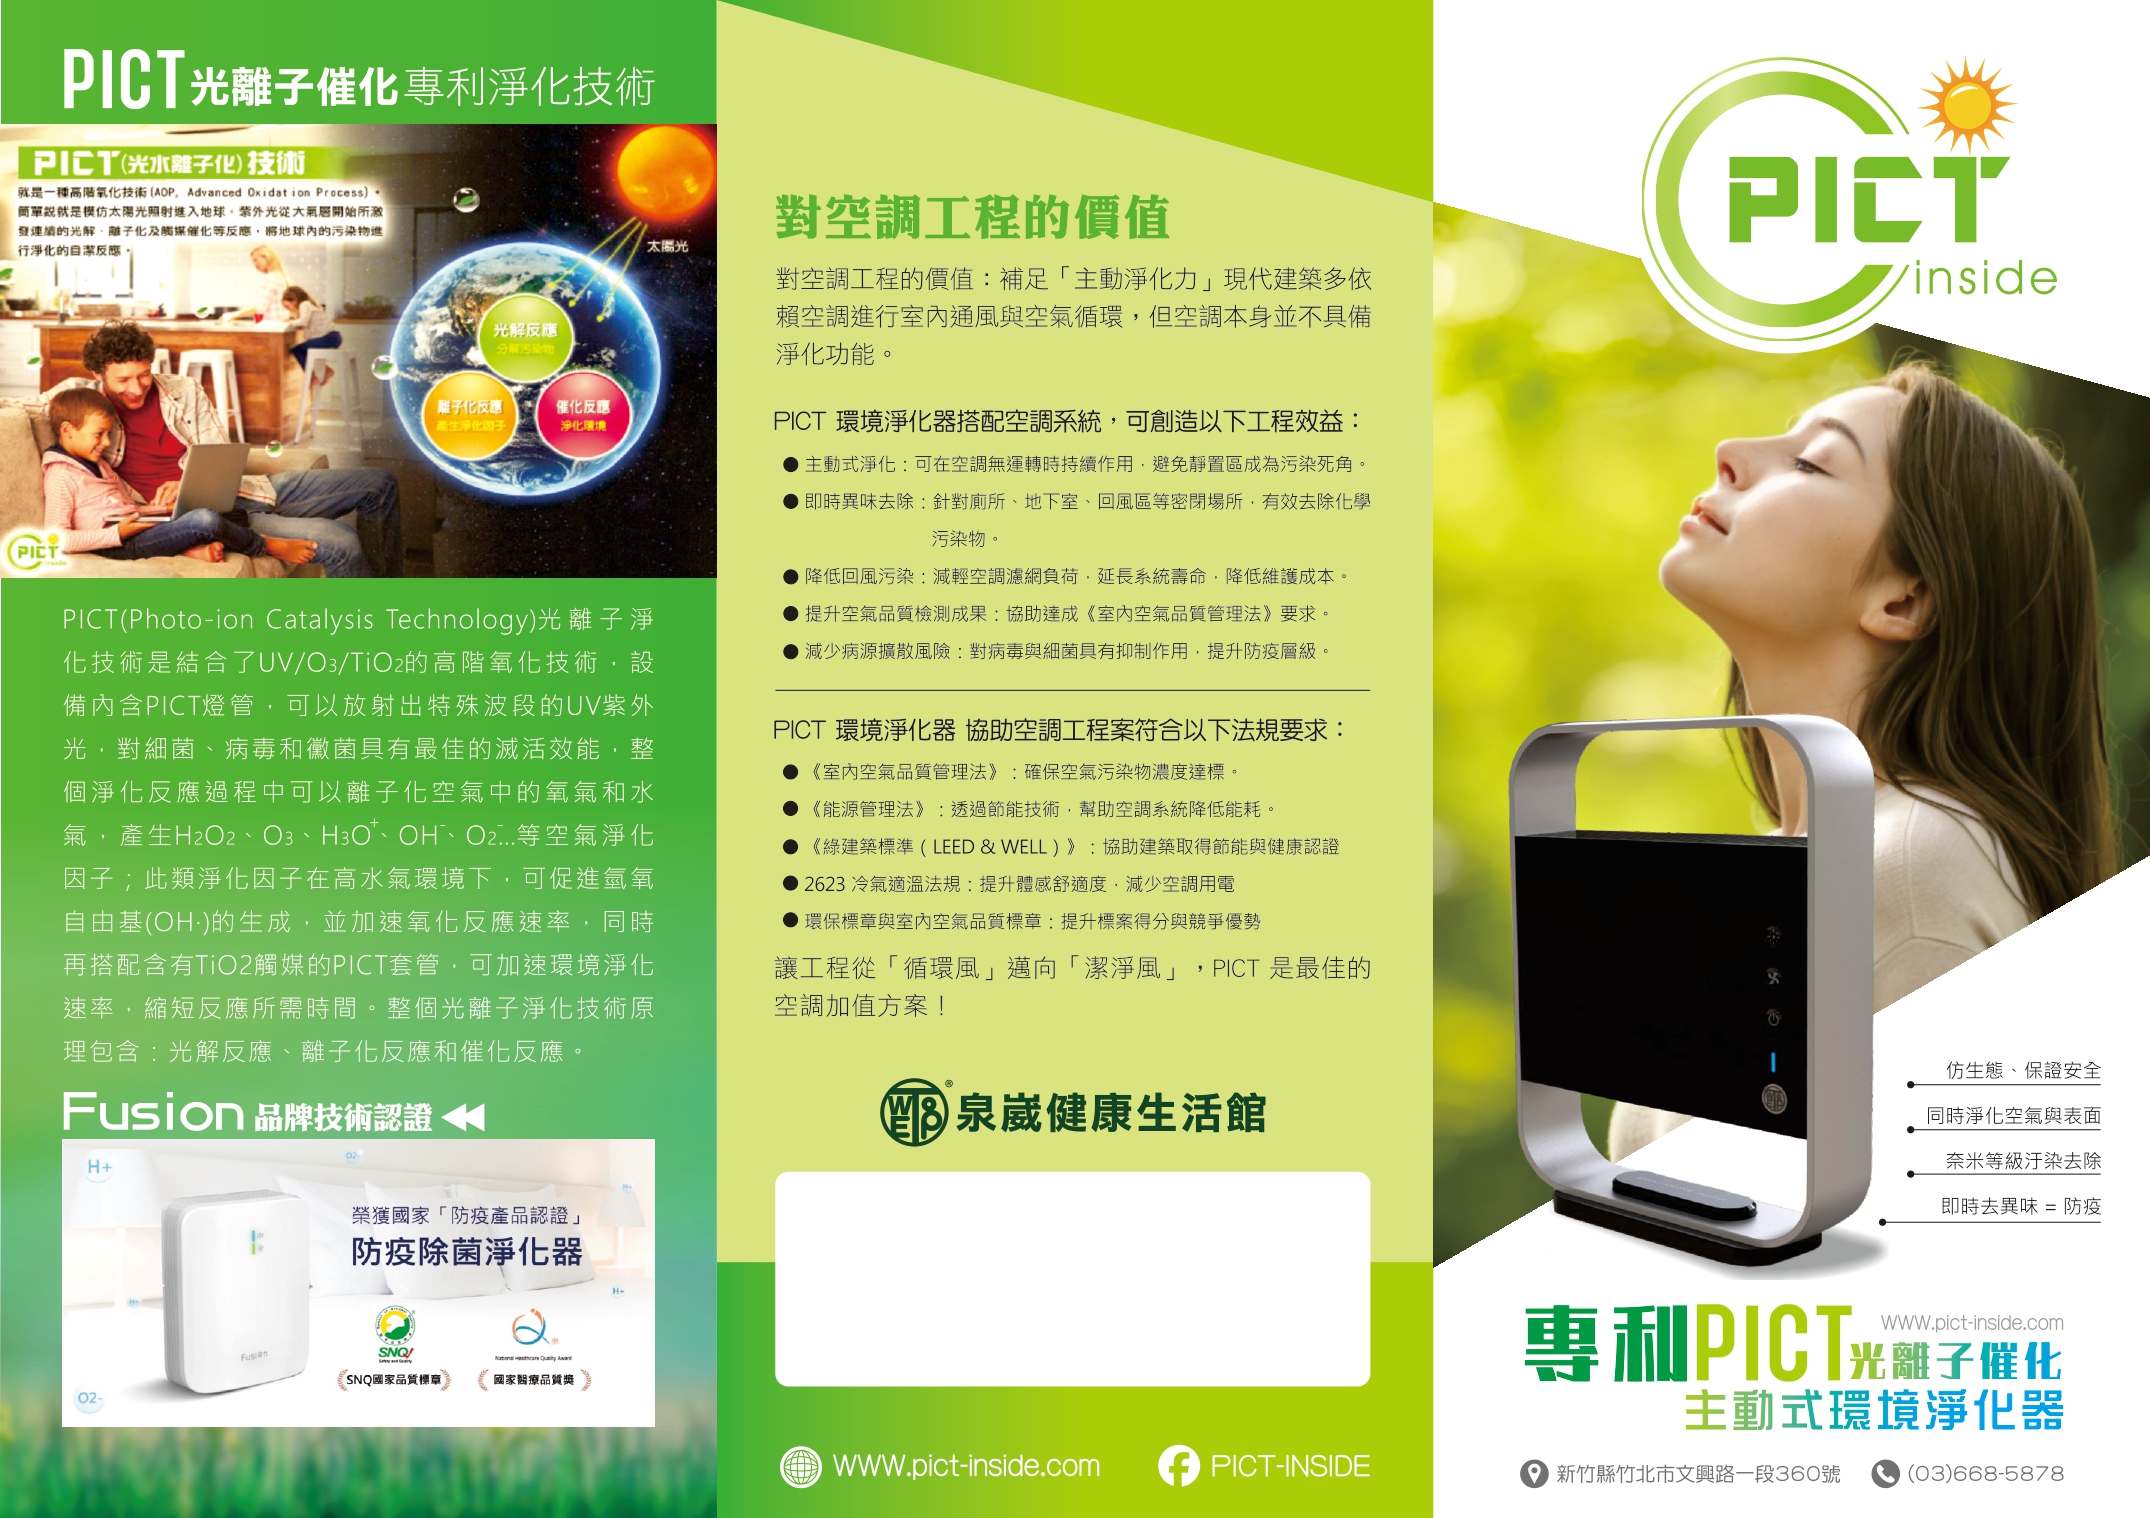 PICT光離子催化專利淨化技術
PICT(光水離子化)技術
就是一種高階氧化技術(AOP, Advanced Oxidation Process)。
簡單說就是模仿太陽光照射進入地球，紫外光從大氣層開始所激
發連續的光解、離子化及觸媒催化等反應，將地球內的污染物進
行淨化的自潔反應。
太陽光
光解反應
分解污染物
離子化反應
產生淨化因子
催化反應
淨化環境
PICT
inside
PICT(Photo-ion Catalysis Technology)光離子淨
化技術是結合了UV/O3/TiO2的高階氧化技術，設
備內含PICT燈管，可以放射出特殊波段的UV紫外
光，對細菌、病毒和黴菌具有最佳的滅活效能，整
個淨化反應過程中可以離子化空氣中的氧氣和水
氣，產生H2O2、O3、H3O⁺、OH⁻、O2⁻...等空氣淨化
因子；此類淨化因子在高水氣環境下，可促進氫氧
自由基(OH·)的生成，並加速氧化反應速率，同時
再搭配含有TiO2觸媒的PICT套管，可加速環境淨化
速率，縮短反應所需時間。整個光離子淨化技術原
理包含：光解反應、離子化反應和催化反應。
Fusion 品牌技術認證
H+
O2-
H+
H+
H+
O2-
Fusion
榮獲國家「防疫產品認證」
防疫除菌淨化器
SNQ
Safety and Quality
National Healthcare Quality Award
SNQ國家品質標章
國家醫療品質獎
對空調工程的價值
對空調工程的價值：補足「主動淨化力」現代建築多依
賴空調進行室內通風與空氣循環，但空調本身並不具備
淨化功能。
PICT 環境淨化器搭配空調系統，可創造以下工程效益：
● 主動式淨化：可在空調無運轉時持續作用，避免靜置區成為污染死角。
● 即時異味去除：針對廁所、地下室、回風區等密閉場所，有效去除化學
污染物。
● 降低回風污染：減輕空調濾網負荷，延長系統壽命，降低維護成本。
● 提升空氣品質檢測成果：協助達成《室內空氣品質管理法》要求。
● 減少病源擴散風險：對病毒與細菌具有抑制作用，提升防疫層級。
PICT 環境淨化器 協助空調工程案符合以下法規要求：
● 《室內空氣品質管理法》：確保空氣污染物濃度達標。
● 《能源管理法》：透過節能技術，幫助空調系統降低能耗。
● 《綠建築標準（LEED & WELL）》：協助建築取得節能與健康認證
● 2623 冷氣適溫法規：提升體感舒適度，減少空調用電
● 環保標章與室內空氣品質標章：提升標案得分與競爭優勢
讓工程從「循環風」邁向「潔淨風」，PICT 是最佳的
空調加值方案！
® 泉崴健康生活館
WWW.pict-inside.com
PICT-INSIDE
PICT
inside
仿生態、保證安全
同時淨化空氣與表面
奈米等級汙染去除
即時去異味 = 防疫
專利PICT光離子催化
WWW.pict-inside.com
主動式環境淨化器
新竹縣竹北市文興路一段360號
(03)668-5878